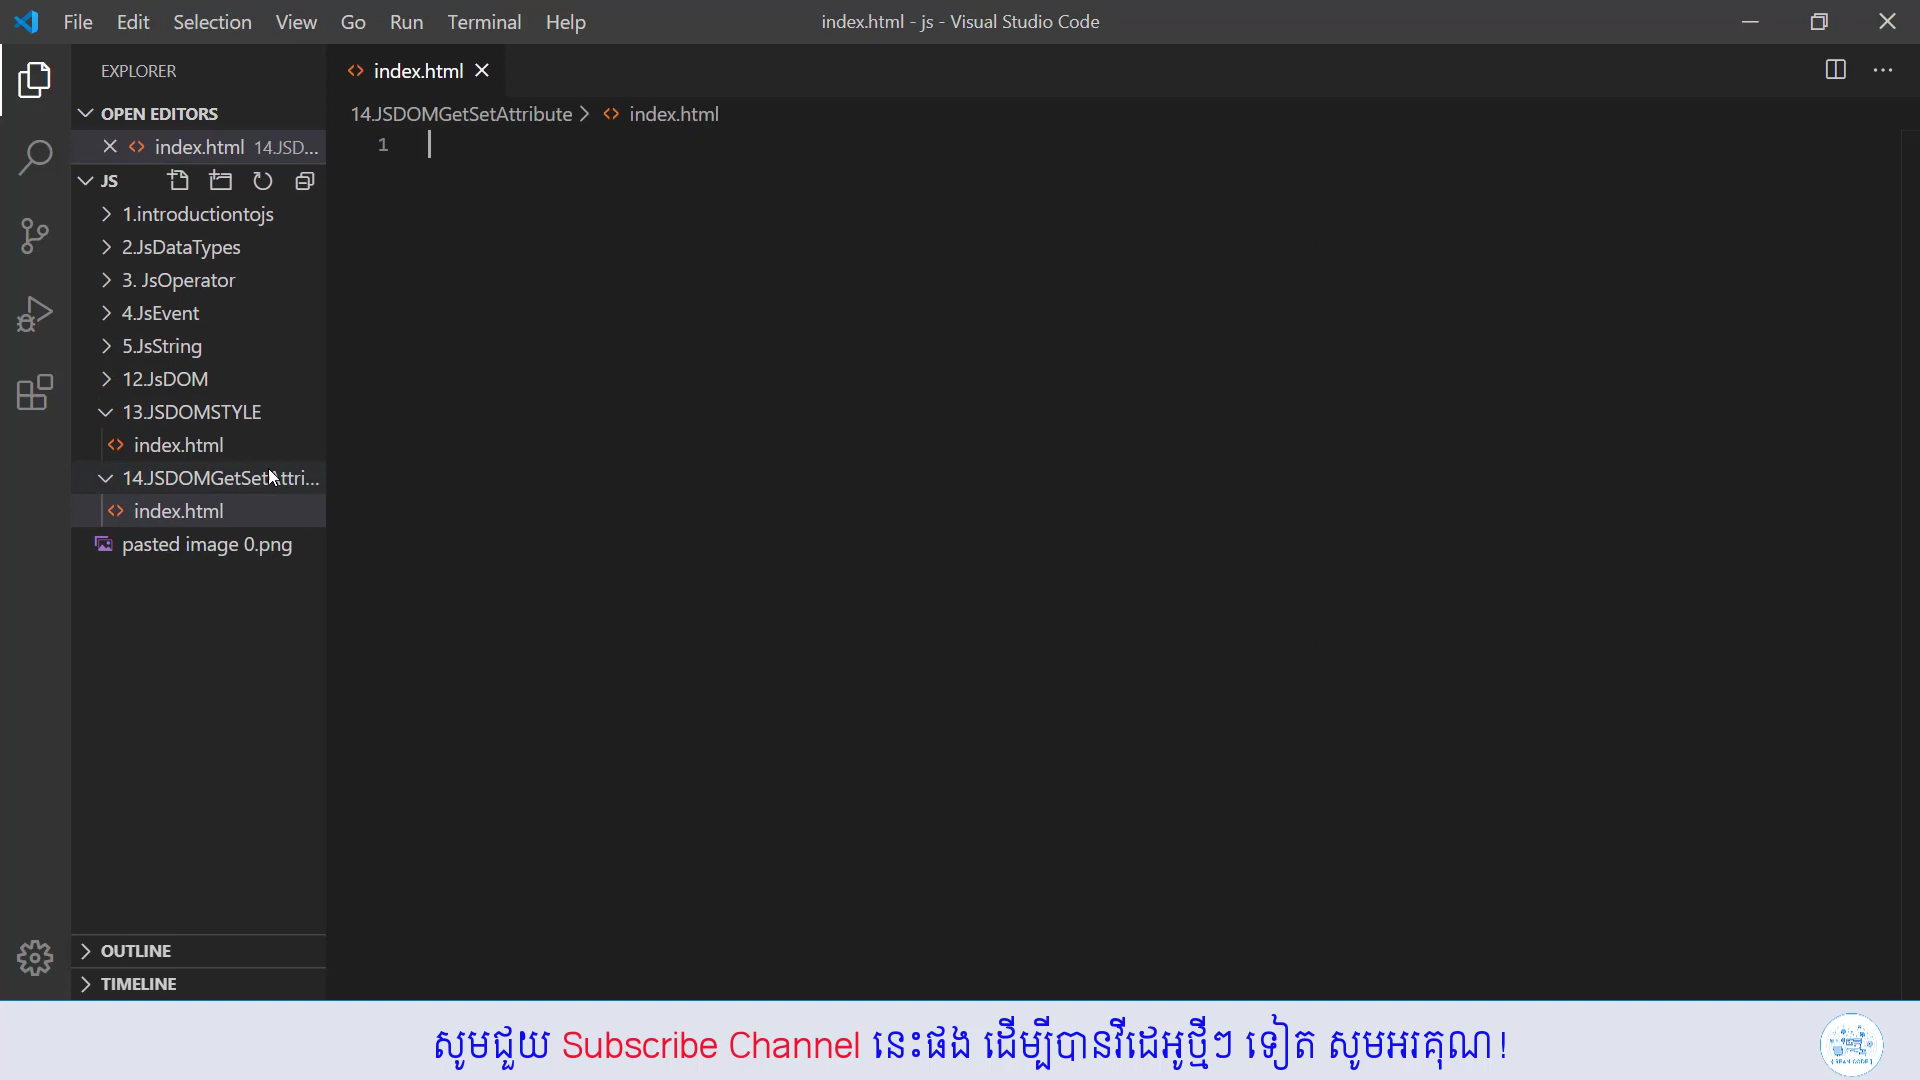 File Edit Selection View Go Run Terminal Help
index.html - js - Visual Studio Code
EXPLORER
index.html
OPEN EDITORS
14.JSDOMGetSetAttribute > index.html
index.html 14.JSD...
1
JS
1.introductiontojs
2.JsDataTypes
3. JsOperator
4.JsEvent
5.JsString
12.JsDOM
13.JSDOMSTYLE
index.html
14.JSDOMGetSetAttri...
index.html
pasted image 0.png
OUTLINE
TIMELINE
សូមជួយ Subscribe Channel នេះផង ដើម្បីបានវីដេអូថ្មីៗ ទៀត សូមអរគុណ!